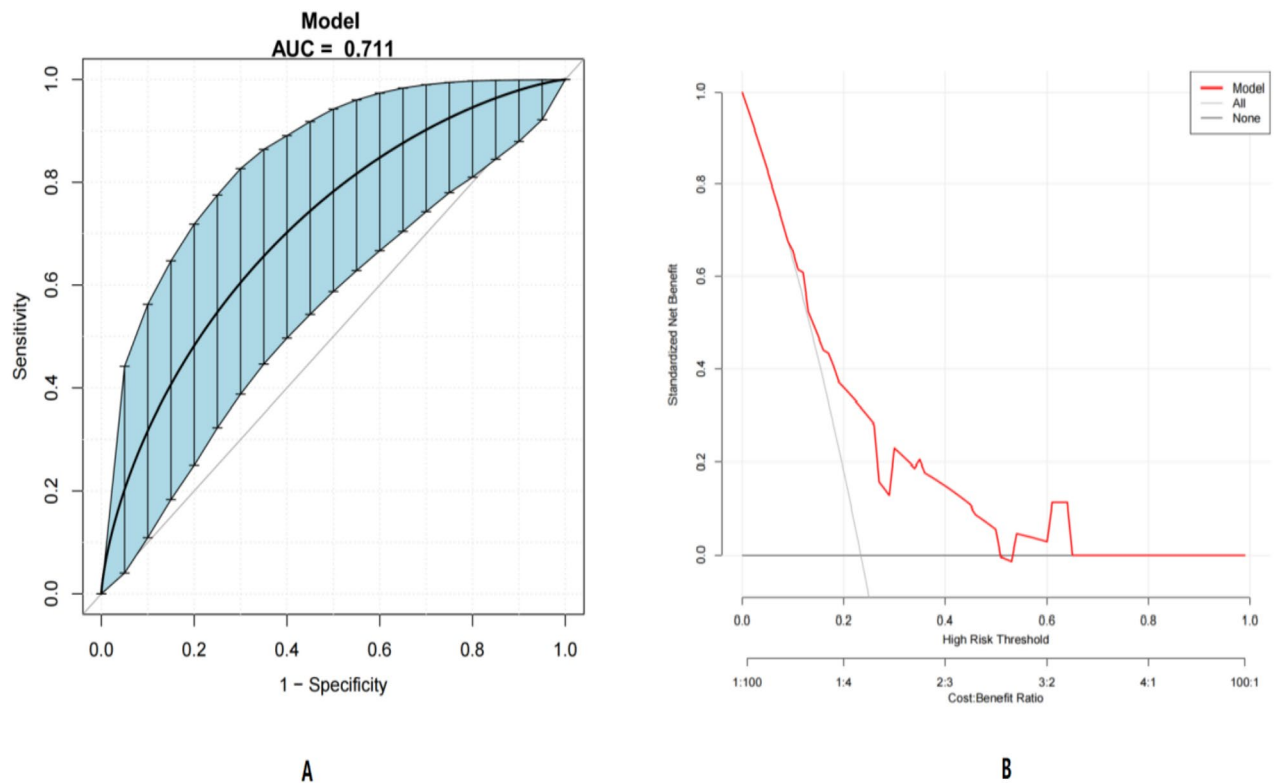 Model
AUC = 0.711
Sensitivity
1.0
0.8
0.6
0.4
0.2
0.0
0.0 0.2 0.4 0.6 0.8 1.0
1 − Specificity
A
Model
All
None
Standardized Net Benefit
1.0
0.8
0.6
0.4
0.2
0.0
0.0 0.2 0.4 0.6 0.8 1.0
High Risk Threshold
1:100 1:4 2:3 3:2 4:1 100:1
Cost:Benefit Ratio
B